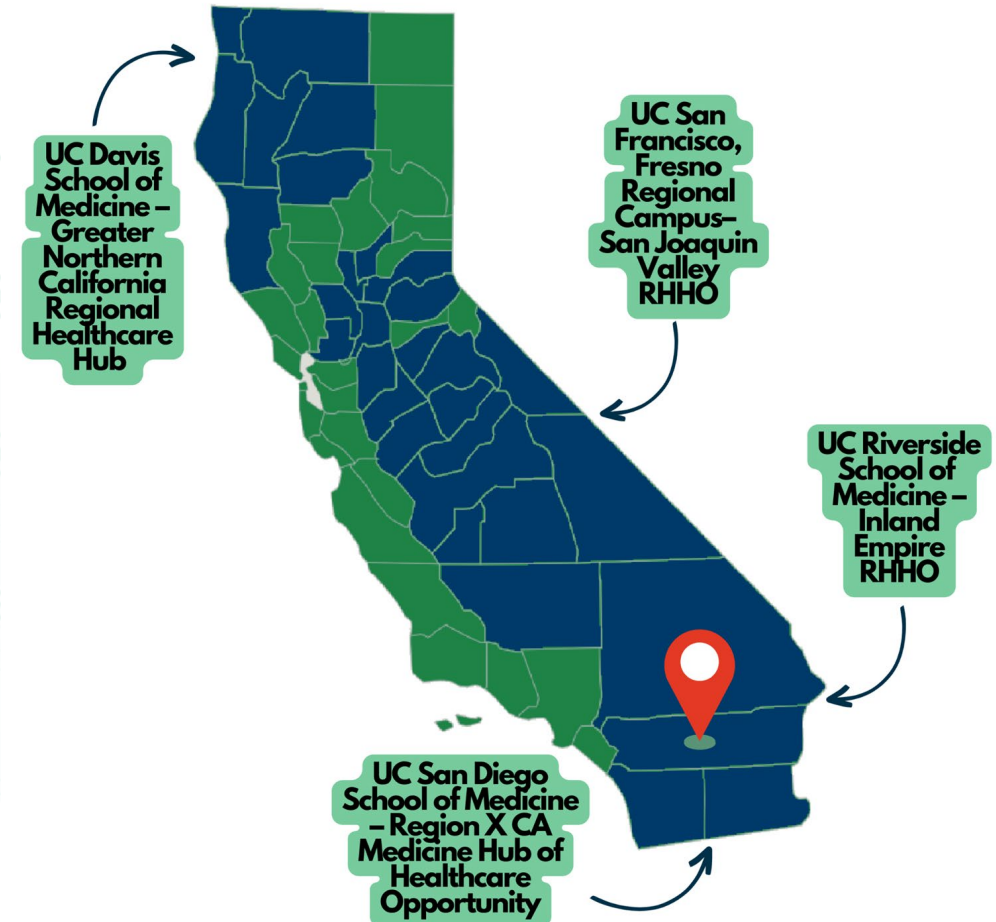 UC Davis
School of
Medicine –
Greater
Northern
California
Regional
Healthcare
Hub
UC San
Francisco,
Fresno
Regional
Campus–
San Joaquin
Valley
RHHO
UC Riverside
School of
Medicine –
Inland
Empire
RHHO
UC San Diego
School of Medicine
– Region X CA
Medicine Hub of
Healthcare
Opportunity